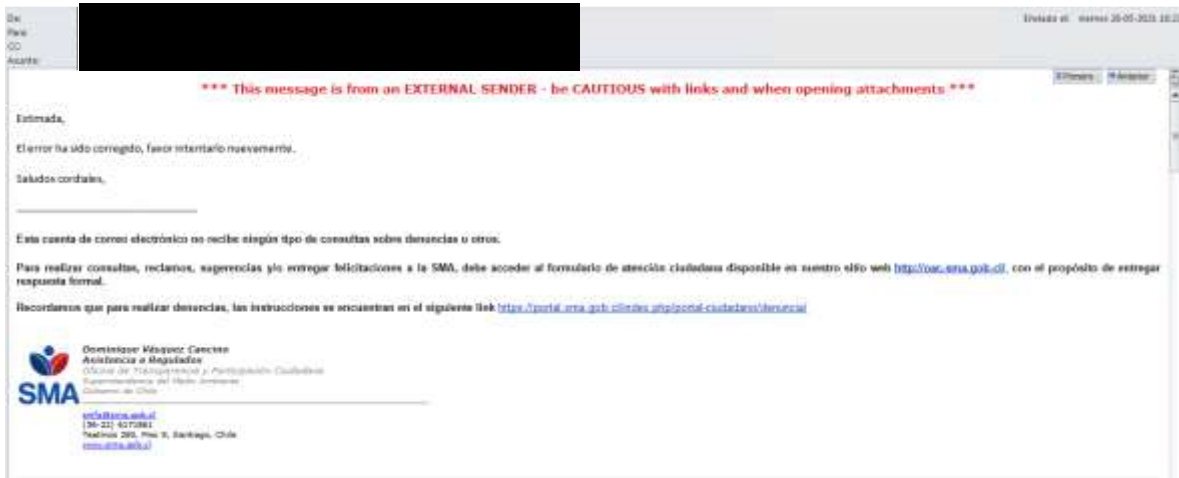 De:
Enviado el: viernes 28-05-2021
Para:
CC:
Asunto:
*** This message is from an EXTERNAL SENDER - be CAUTIOUS with links and when opening attachments ***
Estimada,
El error ha sido corregido, favor intentarlo nuevamente.
Saludos cordiales,
Esta cuenta de correo electrónico no recibe ningún tipo de consultas sobre denuncias u otros.
Para realizar consultas, reclamos, sugerencias y/o entregar felicitaciones a la SMA, debe acceder al formulario de atención ciudadana disponible en nuestro sitio web http://oac.sma.gob.cl/, con el propósito de entregar
respuesta formal.
Recordamos que para realizar denuncias, las instrucciones se encuentran en el siguiente link https://portal.sma.gob.cl/index.php/portal-ciudadano/denuncia/
Dominique Vásquez Cancino
Asistencia a Regulados
Oficina de Transparencia y Participación Ciudadana
Superintendencia del Medio Ambiente
Gobierno de Chile
SMA
Teatinos 280, Piso 9, Santiago, Chile
www.sma.gob.cl